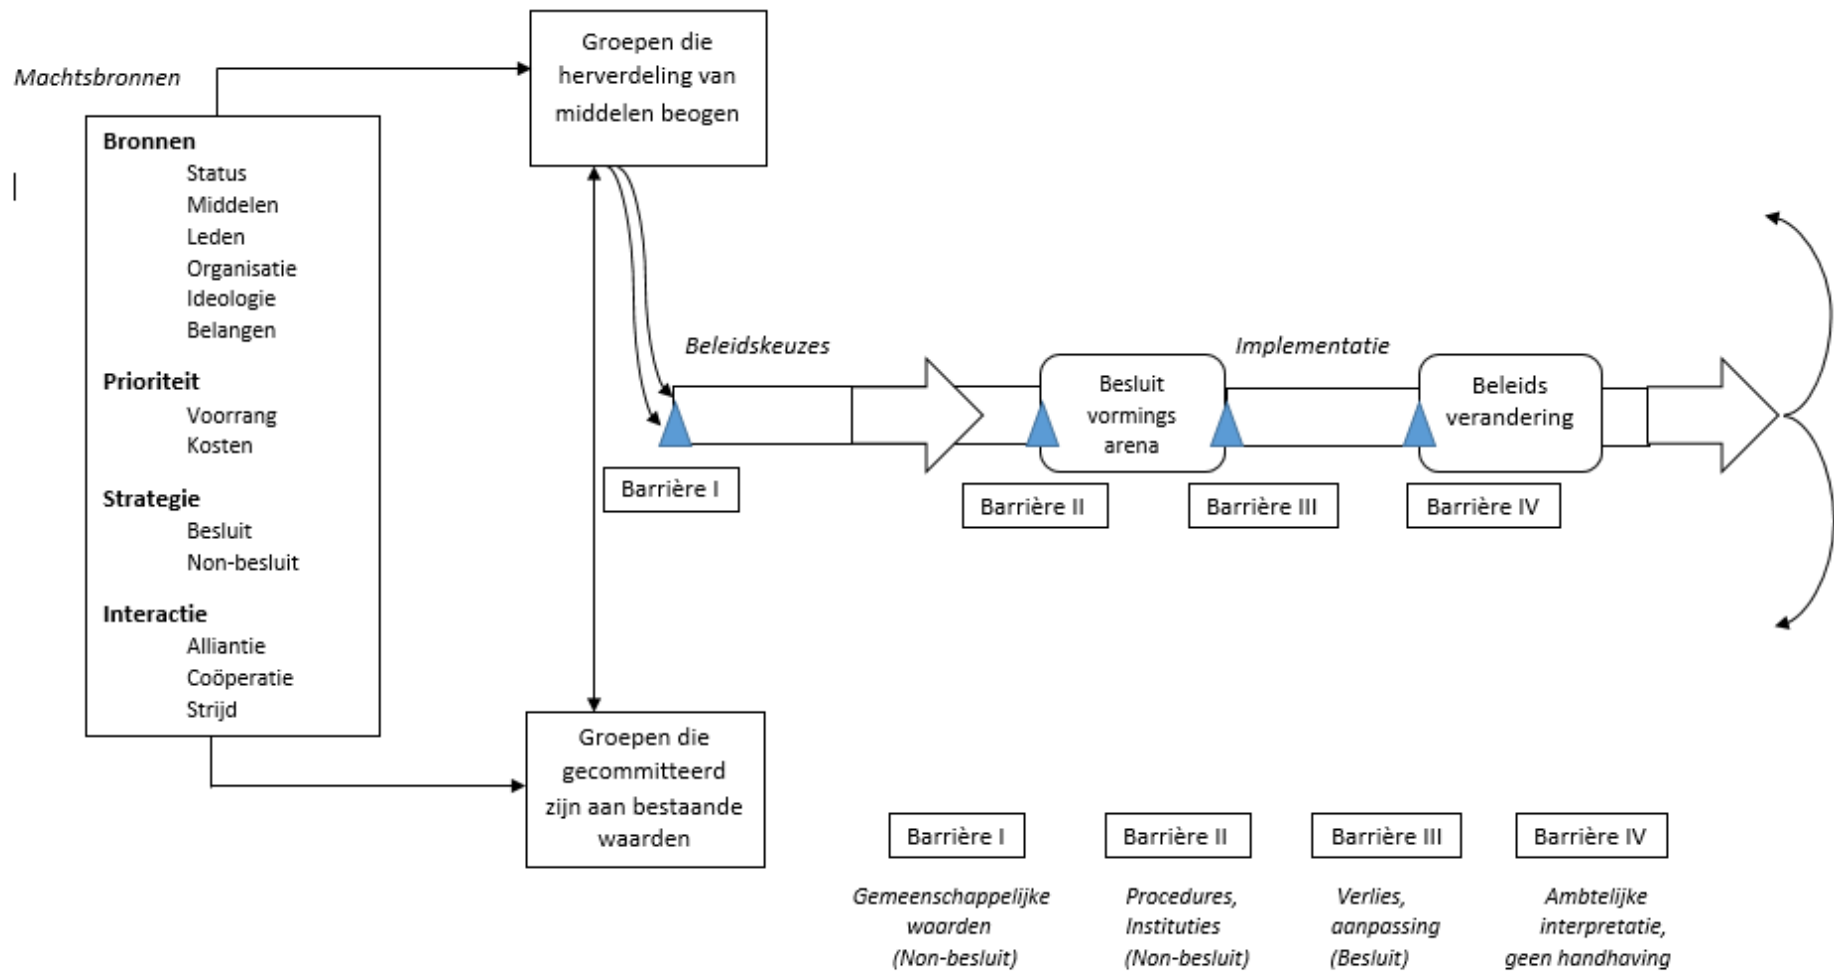 Machtsbronnen
Bronnen
Status
Middelen
Leden
Organisatie
Ideologie
Belangen
Prioriteit
Voorrang
Kosten
Strategie
Besluit
Non-besluit
Interactie
Alliantie
Coöperatie
Strijd
Groepen die
herverdeling van
middelen beogen
Groepen die
gecommitteerd
zijn aan bestaande
waarden
Beleidskeuzes
Besluit
vormings
arena
Implementatie
Beleids
verandering
Barrière I
Barrière II
Barrière III
Barrière IV
Barrière I
Gemeenschappelijke
waarden
(Non-besluit)
Barrière II
Procedures,
Instituties
(Non-besluit)
Barrière III
Verlies,
aanpassing
(Besluit)
Barrière IV
Ambtelijke
interpretatie,
geen handhaving